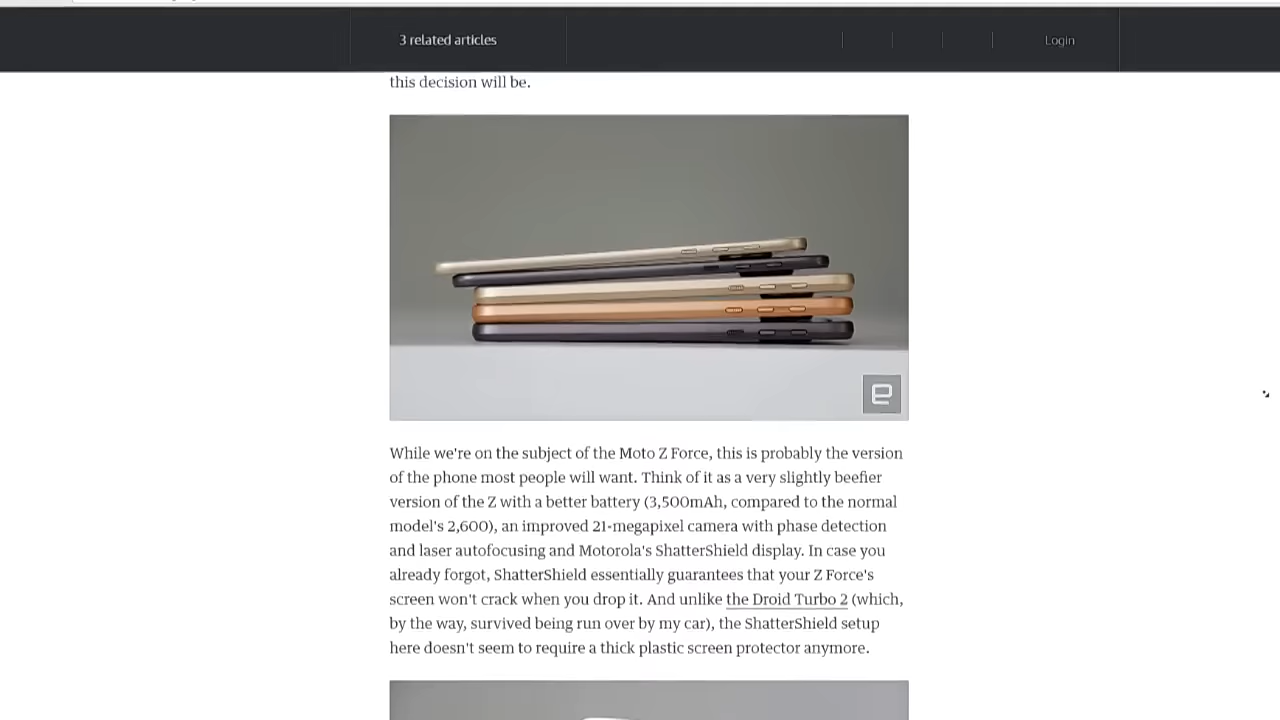 3 related articles
Login
this decision will be.
e
While we're on the subject of the Moto Z Force, this is probably the version
of the phone most people will want. Think of it as a very slightly beefier
version of the Z with a better battery (3,500mAh, compared to the normal
model's 2,600), an improved 21-megapixel camera with phase detection
and laser autofocusing and Motorola's ShatterShield display. In case you
already forgot, ShatterShield essentially guarantees that your Z Force's
screen won't crack when you drop it. And unlike the Droid Turbo 2 (which,
by the way, survived being run over by my car), the ShatterShield setup
here doesn't seem to require a thick plastic screen protector anymore.